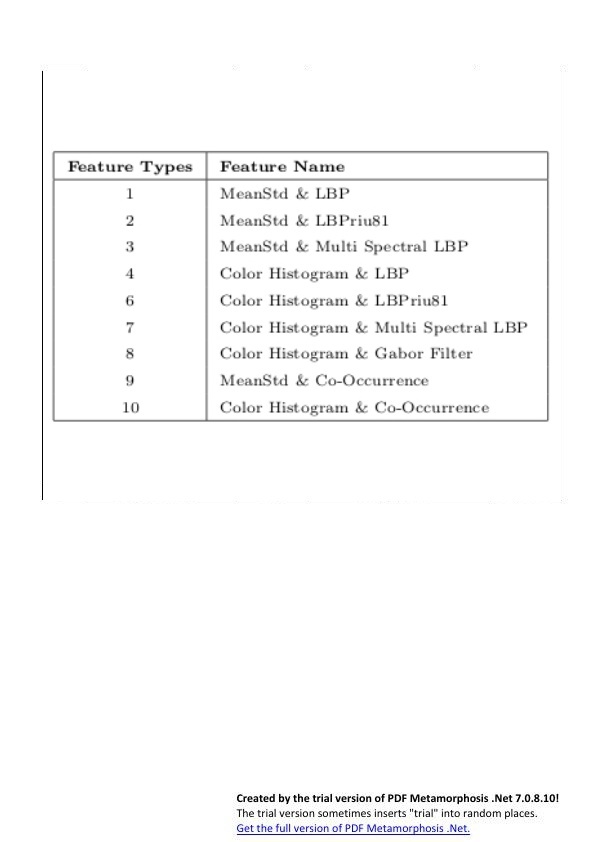 Feature Types Feature Name
1 MeanStd & LBP
2 MeanStd & LBPriu81
3 MeanStd & Multi Spectral LBP
4 Color Histogram & LBP
6 Color Histogram & LBPriu81
7 Color Histogram & Multi Spectral LBP
8 Color Histogram & Gabor Filter
9 MeanStd & Co-Occurrence
10 Color Histogram & Co-Occurrence
Created by the trial version of PDF Metamorphosis .Net 7.0.8.10!
The trial version sometimes inserts "trial" into random places.
Get the full version of PDF Metamorphosis .Net.